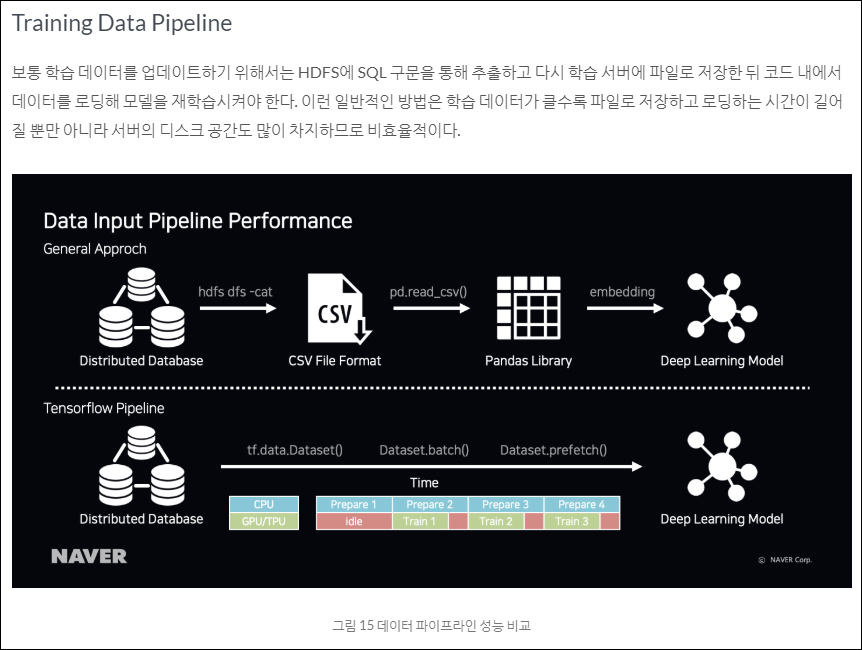 Training Data Pipeline
보통 학습 데이터를 업데이트하기 위해서는 HDFS에 SQL 구문을 통해 추출하고 다시 학습 서버에 파일로 저장한 뒤 코드 내에서
데이터를 로딩해 모델을 재학습시켜야 한다. 이런 일반적인 방법은 학습 데이터가 클수록 파일로 저장하고 로딩하는 시간이 길어
질 뿐만 아니라 서버의 디스크 공간도 많이 차지하므로 비효율적이다.
Data Input Pipeline Performance
General Approch
hdfs dfs -cat
pd.read_csv()
embedding
CSV
Distributed Database
CSV File Format
Pandas Library
Deep Learning Model
Tensorflow Pipeline
tf.data.Dataset()
Dataset.batch()
Dataset.prefetch()
Time
CPU
Prepare 1
Prepare 2
Prepare 3
Prepare 4
GPU/TPU
idle
Train 1
Train 2
Train 3
Distributed Database
Deep Learning Model
NAVER
© NAVER Corp.
그림 15 데이터 파이프라인 성능 비교